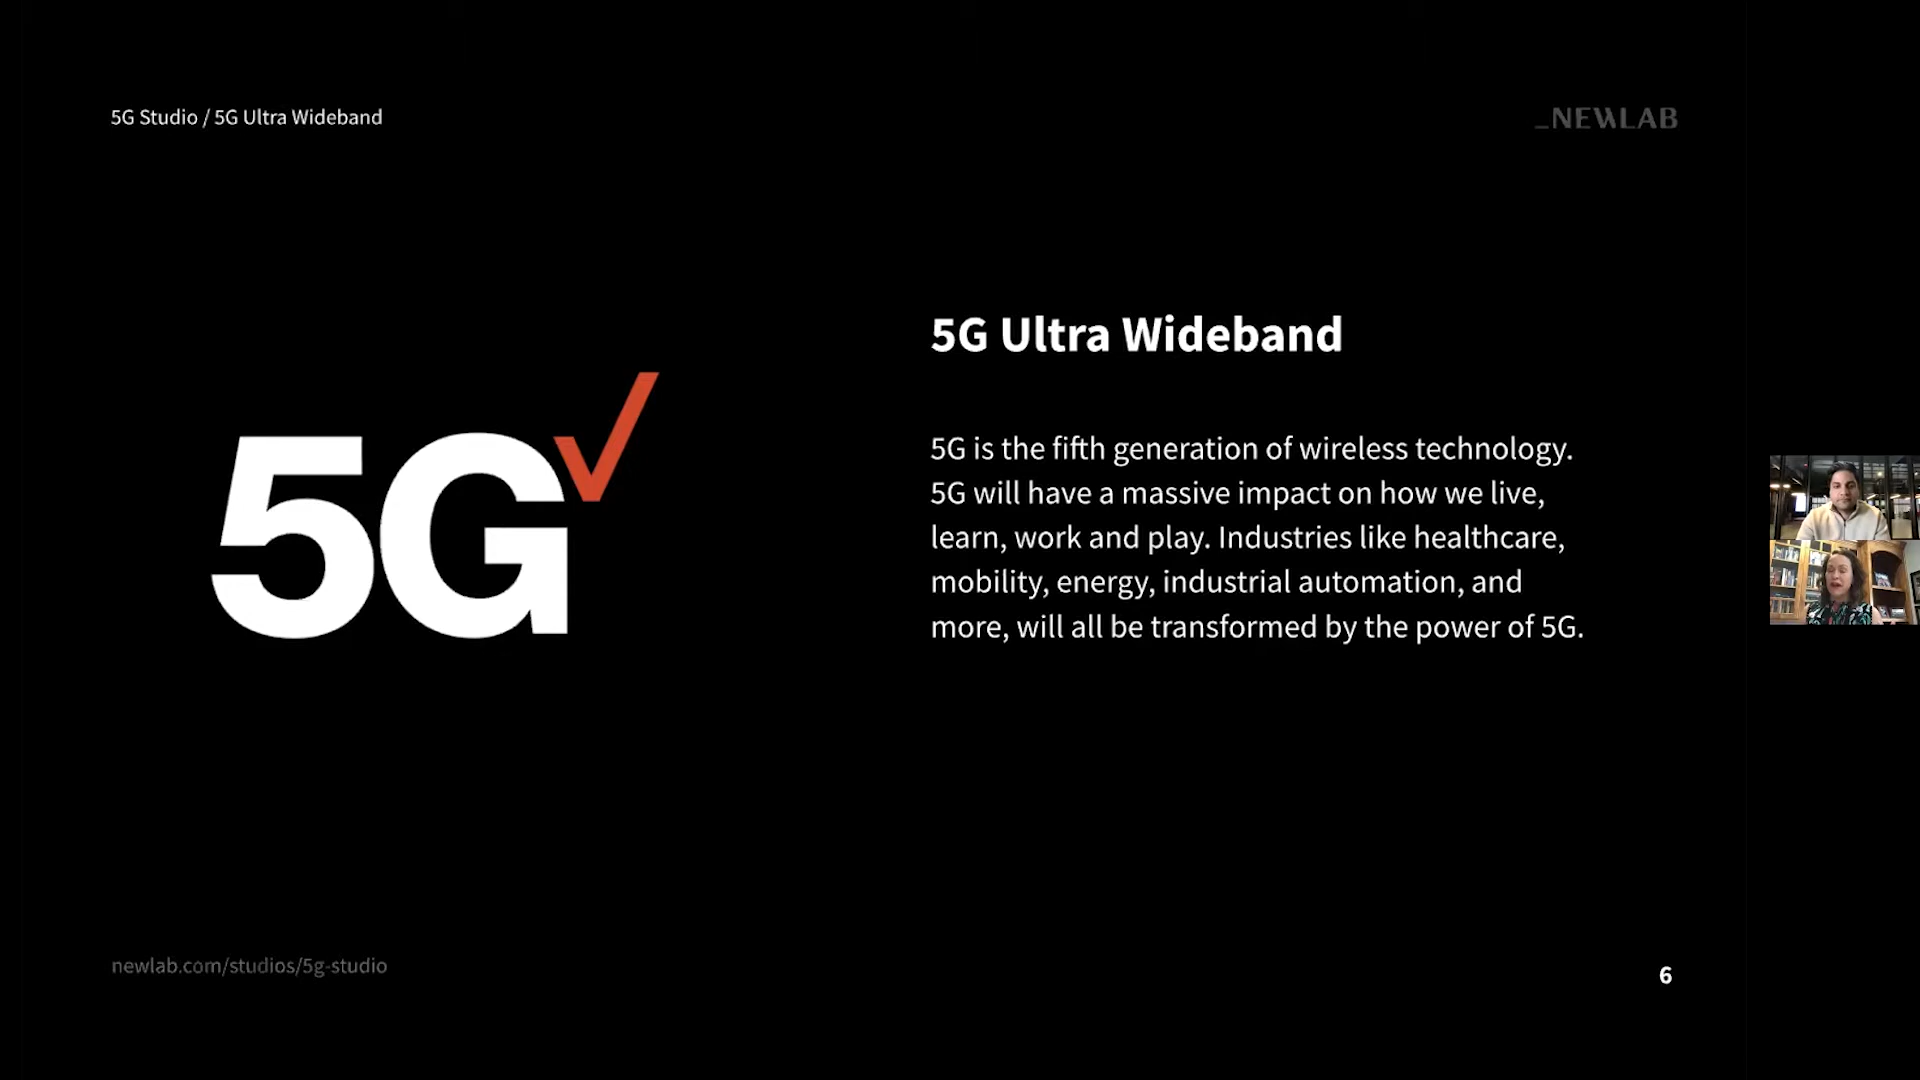 5G Studio / 5G Ultra Wideband
_NEWLAB
5G
5G Ultra Wideband
5G is the fifth generation of wireless technology.
5G will have a massive impact on how we live,
learn, work and play. Industries like healthcare,
mobility, energy, industrial automation, and
more, will all be transformed by the power of 5G.
newlab.com/studios/5g-studio
6